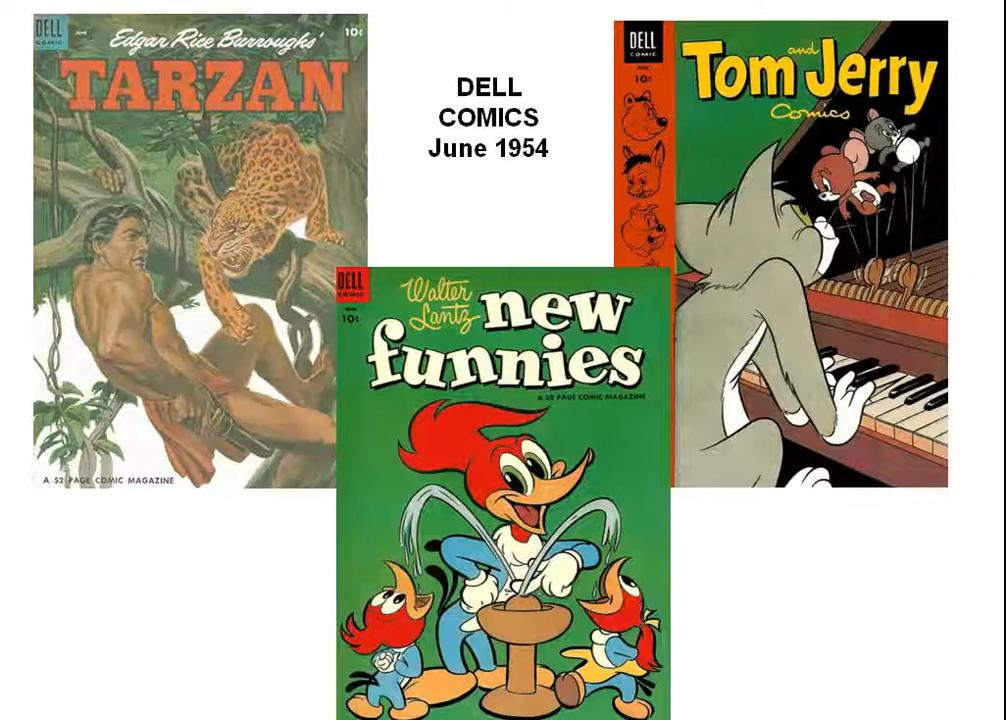 DELL
COMIC
JUNE
10¢
Edgar Rice Burroughs'
TARZAN
A 52 PAGE COMIC MAGAZINE
DELL
COMICS
June 1954
DELL
COMIC
10¢
Tom and Jerry
Comics
DELL
COMIC
10¢
Walter
Lantz
new
funnies
A 52 PAGE COMIC MAGAZINE